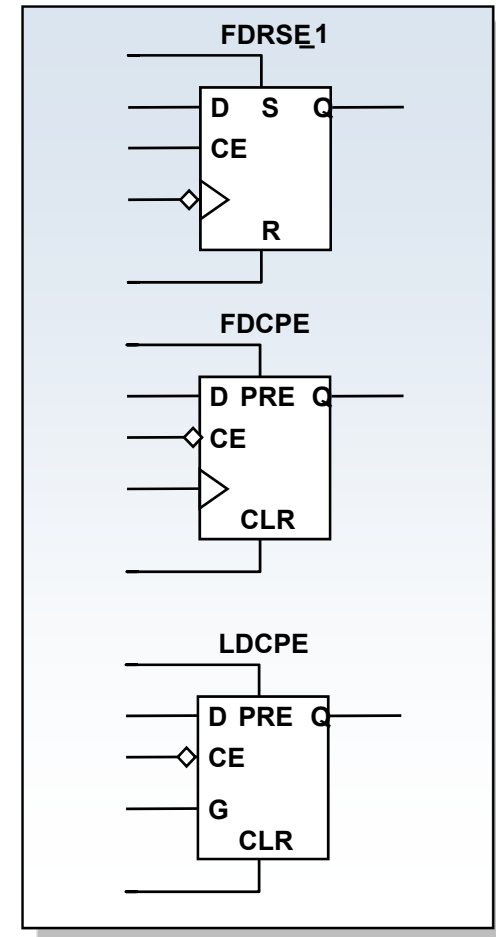 FDRSE_1
D S Q
CE
R
FDCPE
D PRE Q
CE
CLR
LDCPE
D PRE Q
CE
G
CLR